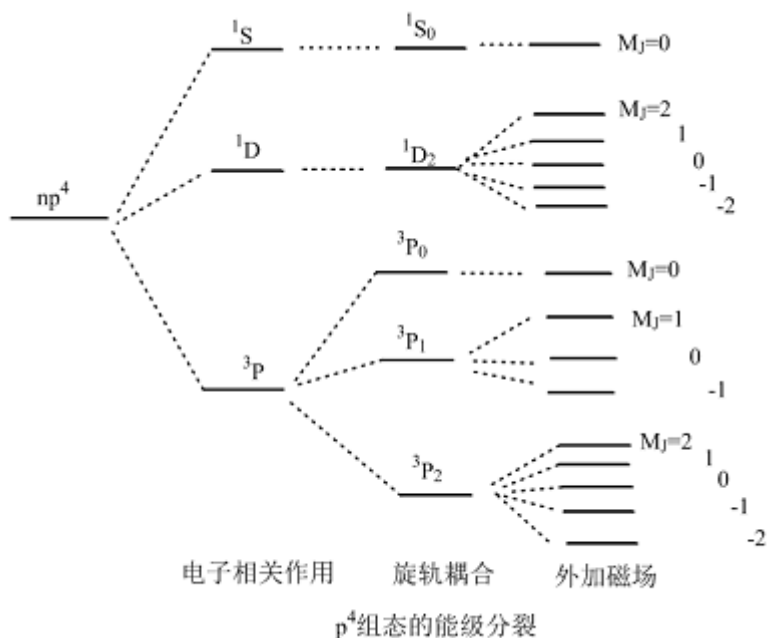 ¹S ¹S₀ M_J=0
M_J=2
¹D ¹D₂ 1
0
-1
-2
np⁴
³P₀ M_J=0
M_J=1
³P₁ 0
³P -1
M_J=2
³P₂ 1
0
-1
-2
电子相关作用 旋轨耦合 外加磁场
p⁴组态的能级分裂